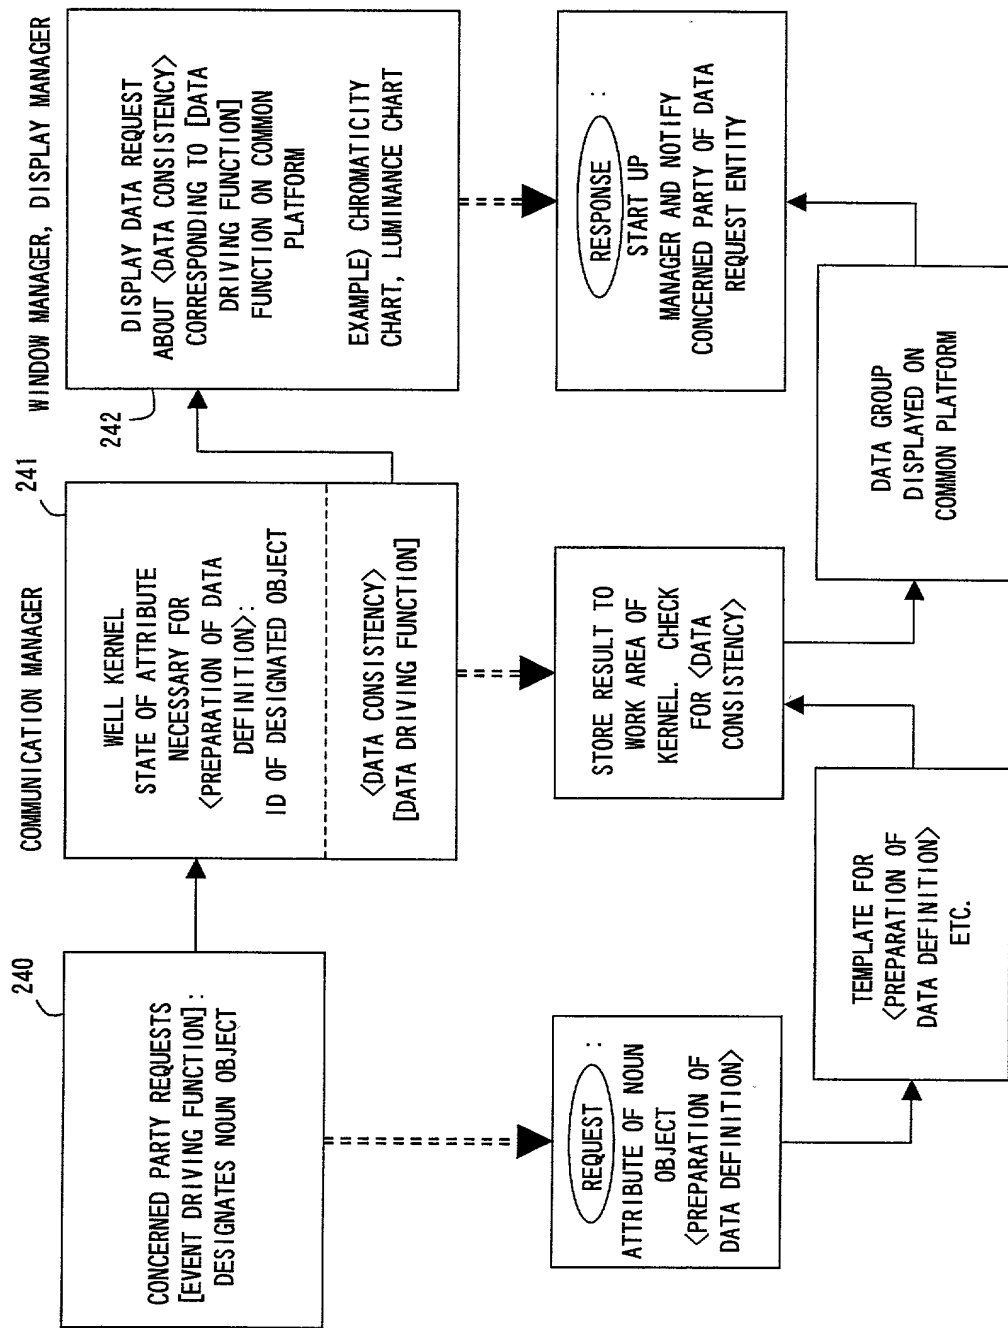 240
CONCERNED PARTY REQUESTS
[EVENT DRIVING FUNCTION]:
DESIGNATES NOUN OBJECT
COMMUNICATION MANAGER
241
WELL KERNEL
STATE OF ATTRIBUTE
NECESSARY FOR
<PREPARATION OF DATA
DEFINITION>:
ID OF DESIGNATED OBJECT
<DATA CONSISTENCY>
[DATA DRIVING FUNCTION]
WINDOW MANAGER, DISPLAY MANAGER
242
DISPLAY DATA REQUEST
ABOUT <DATA CONSISTENCY>
CORRESPONDING TO [DATA
DRIVING FUNCTION]
FUNCTION ON COMMON
PLATFORM
EXAMPLE) CHROMATICITY
CHART, LUMINANCE CHART
REQUEST :
ATTRIBUTE OF NOUN
OBJECT
<PREPARATION OF
DATA DEFINITION>
STORE RESULT TO
WORK AREA OF
KERNEL. CHECK
FOR <DATA
CONSISTENCY>
RESPONSE :
START UP
MANAGER AND NOTIFY
CONCERNED PARTY OF DATA
REQUEST ENTITY
TEMPLATE FOR
<PREPARATION OF
DATA DEFINITION>
ETC.
DATA GROUP
DISPLAYED ON
COMMON PLATFORM